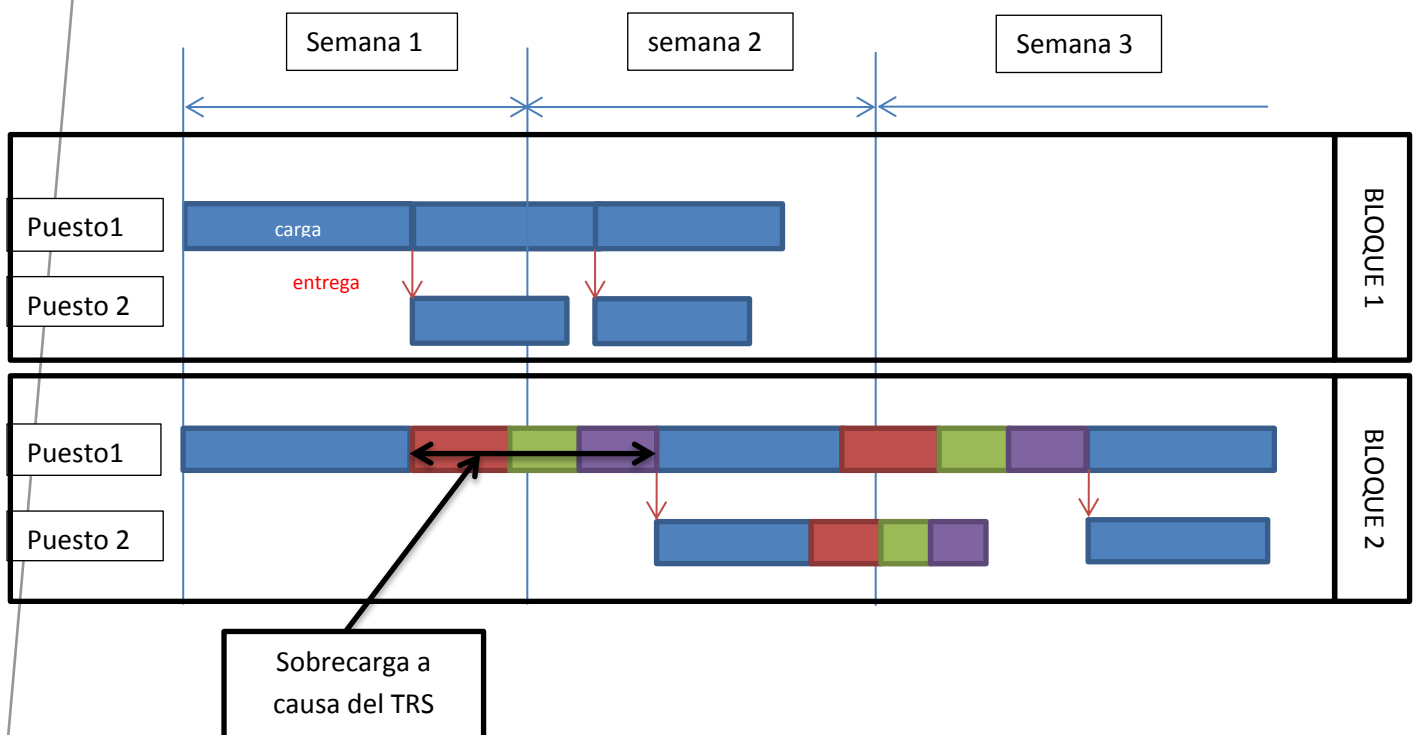 Semana 1
semana 2
Semana 3
Puesto1
carga
entrega
Puesto 2
BLOQUE 1
Puesto1
Puesto 2
BLOQUE 2
Sobrecarga a
causa del TRS